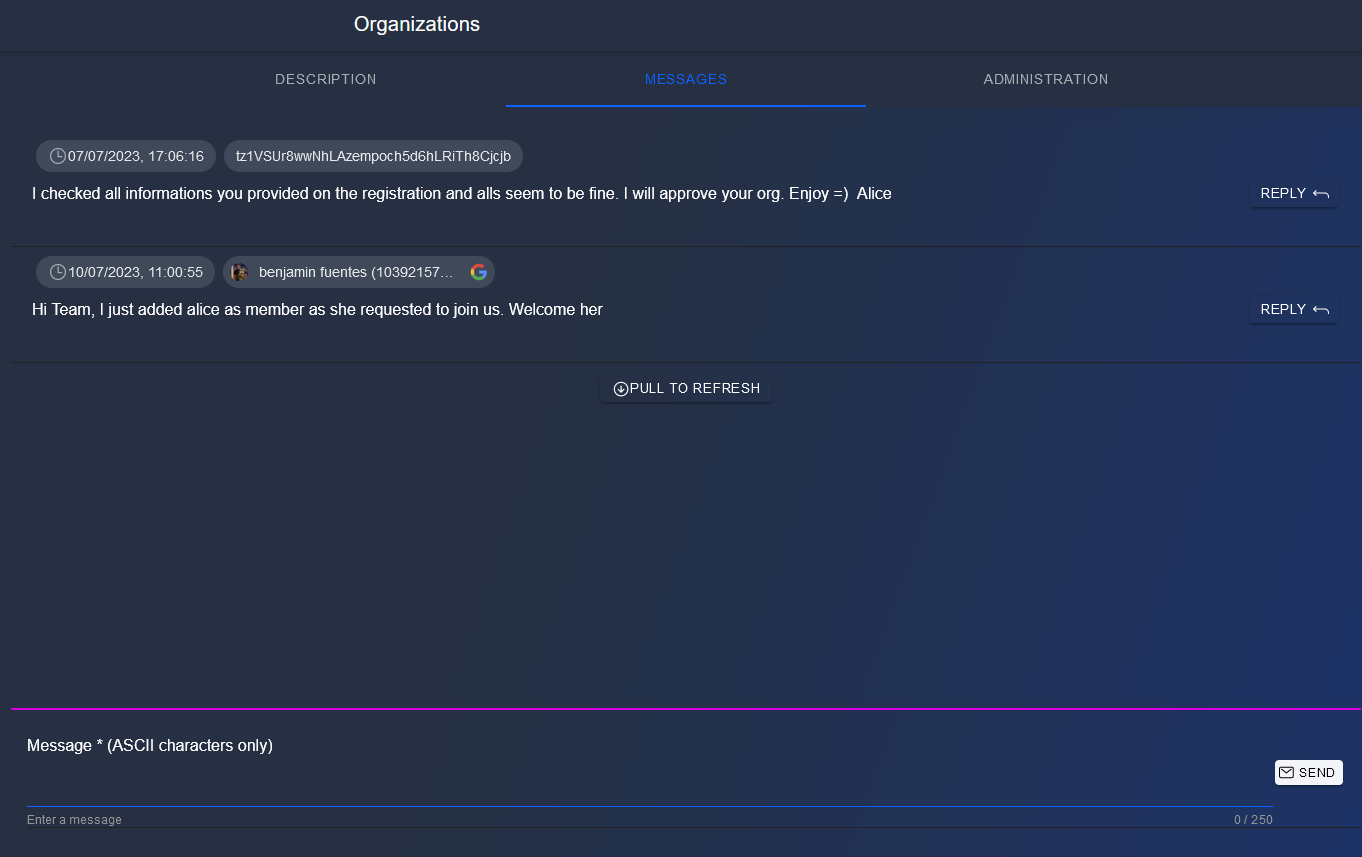 Organizations
DESCRIPTION MESSAGES ADMINISTRATION
07/07/2023, 17:06:16 tz1VSUr8wwNhLAzempoch5d6hLRiTh8Cjcjb
I checked all informations you provided on the registration and alls seem to be fine. I will approve your org. Enjoy =)  Alice REPLY
10/07/2023, 11:00:55 benjamin fuentes (10392157...
Hi Team, I just added alice as member as she requested to join us. Welcome her REPLY
PULL TO REFRESH
Message * (ASCII characters only)
SEND
Enter a message 0 / 250